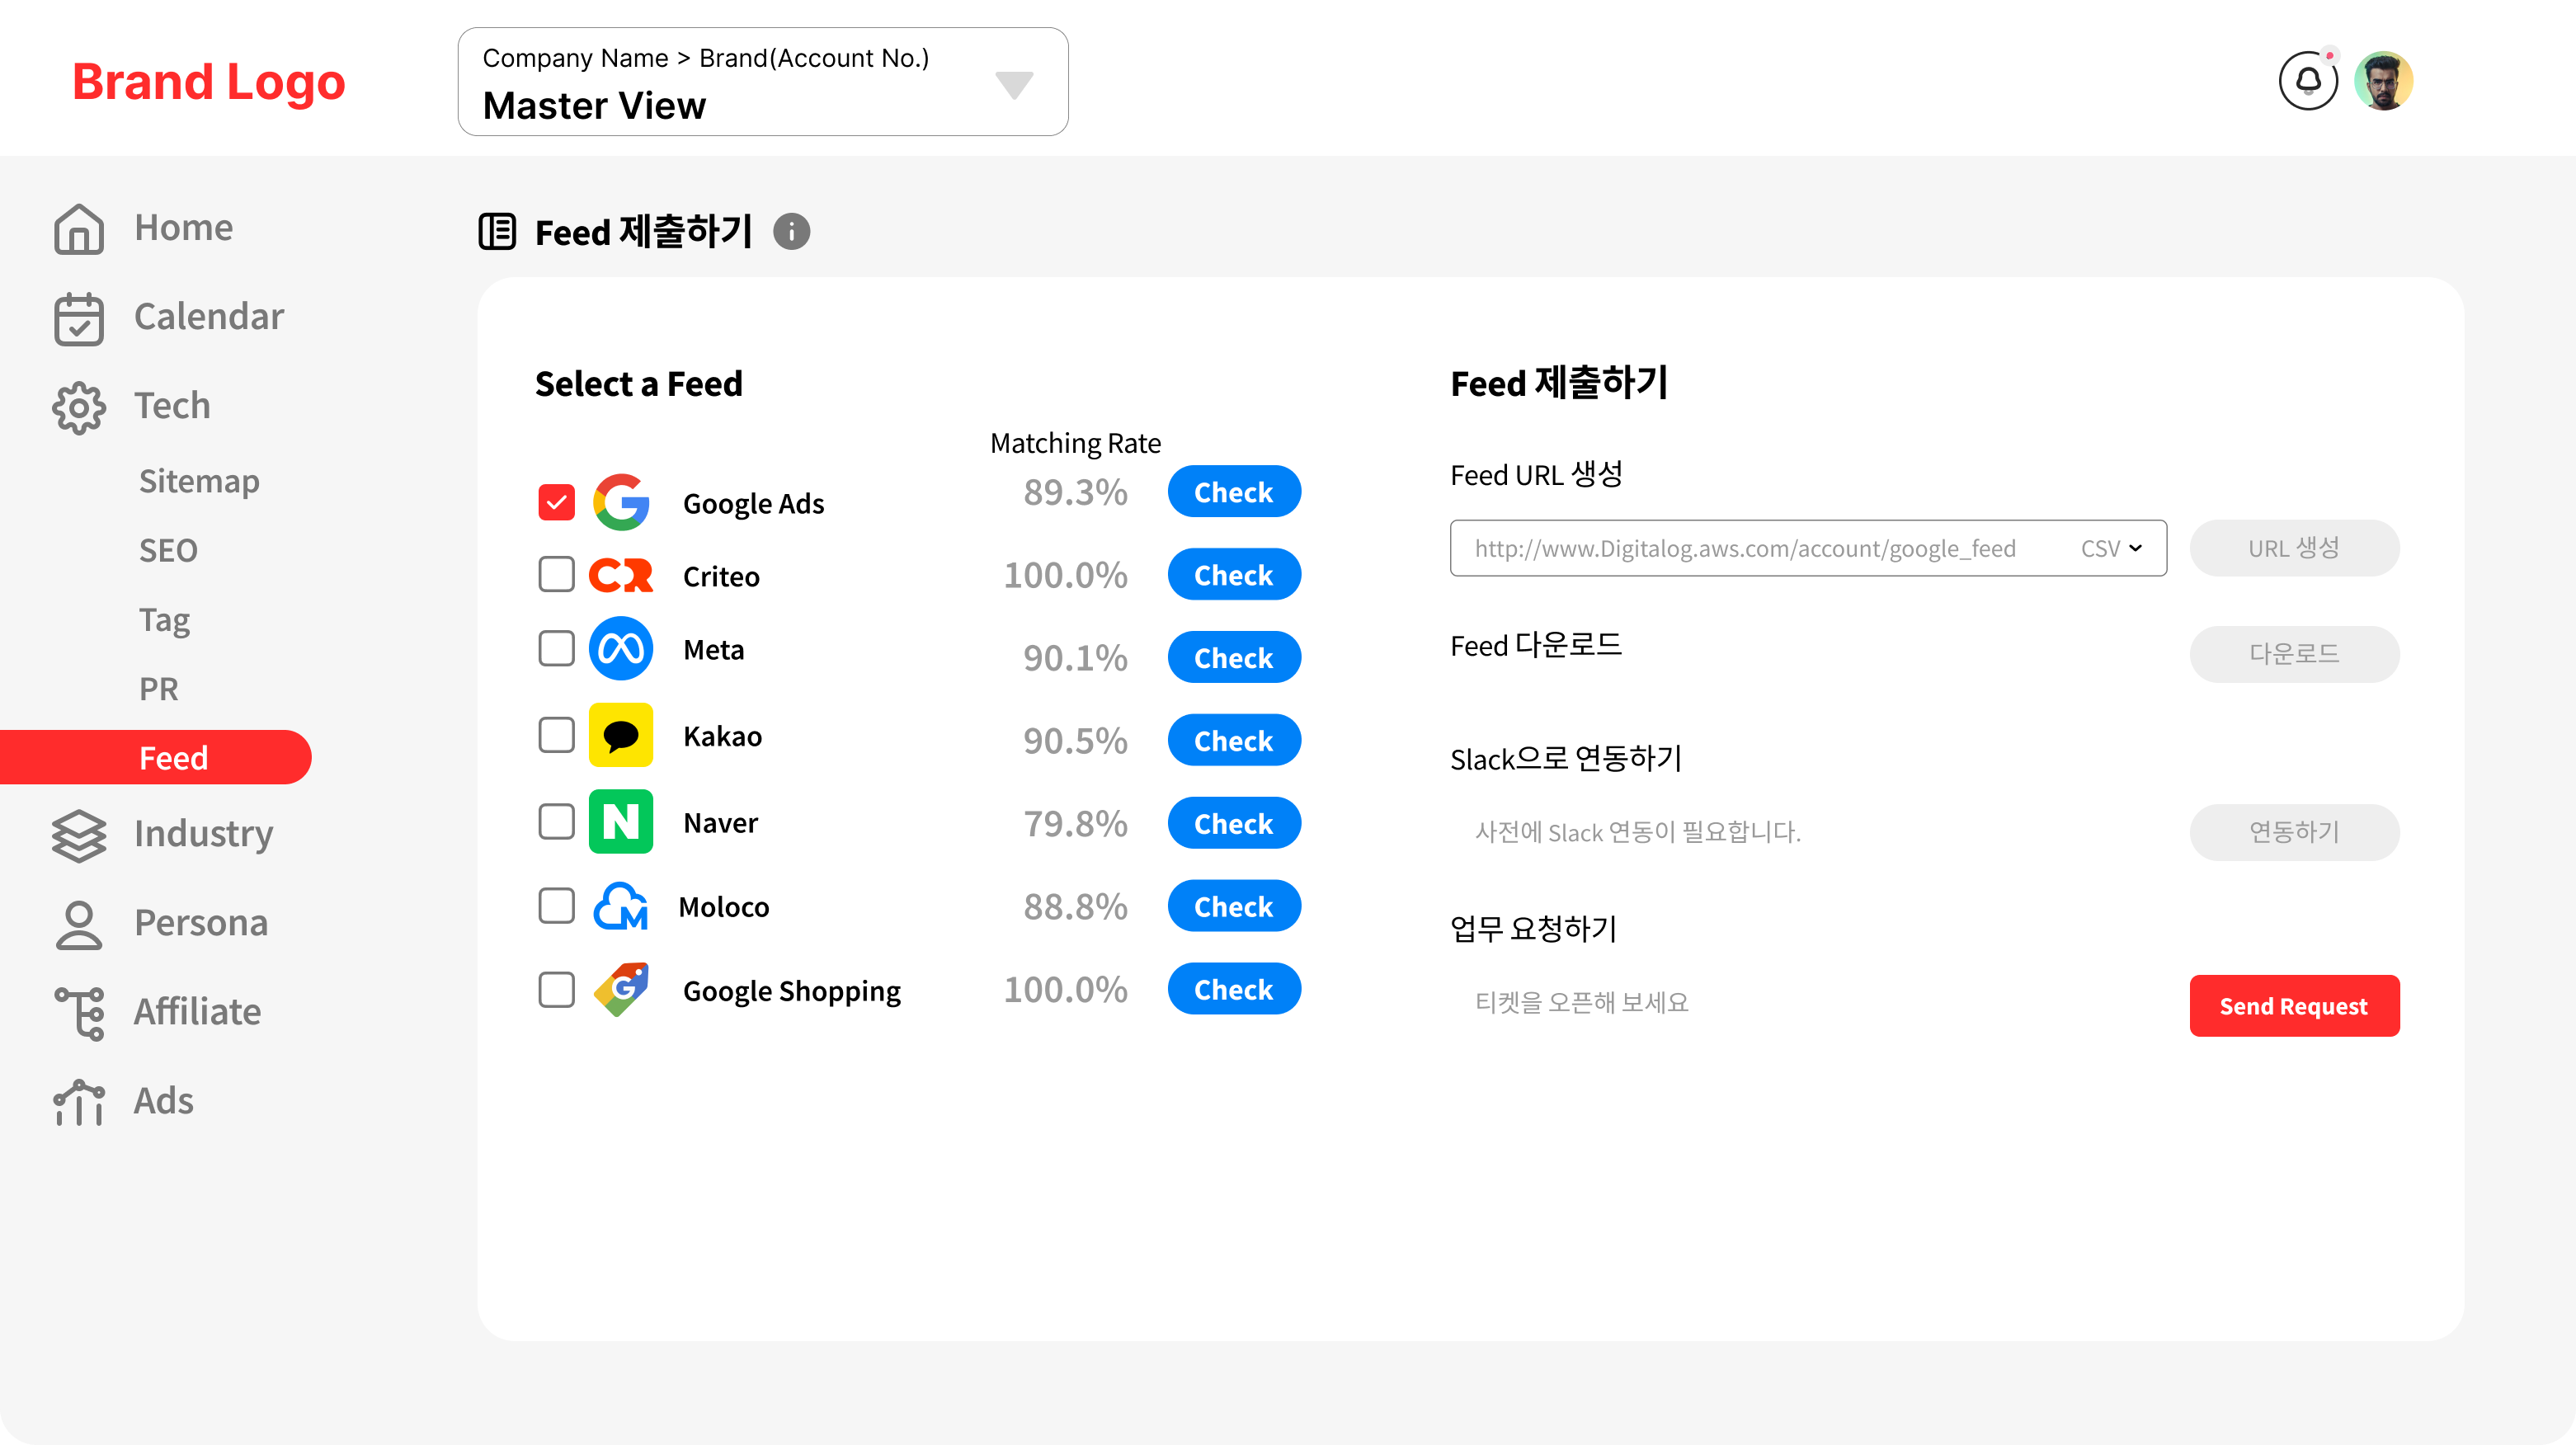 Brand Logo
Company Name > Brand(Account No.)
Master View
Home
Calendar
Tech
Sitemap
SEO
Tag
PR
Feed
Industry
Persona
Affiliate
Ads
Feed 제출하기
Select a Feed
Matching Rate
Google Ads 89.3% Check
Criteo 100.0% Check
Meta 90.1% Check
Kakao 90.5% Check
Naver 79.8% Check
Moloco 88.8% Check
Google Shopping 100.0% Check
Feed 제출하기
Feed URL 생성
http://www.Digitalog.aws.com/account/google_feed CSV URL 생성
Feed 다운로드 다운로드
Slack으로 연동하기
사전에 Slack 연동이 필요합니다. 연동하기
업무 요청하기
티켓을 오픈해 보세요 Send Request